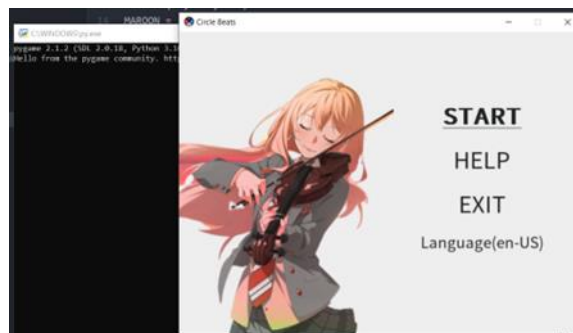 MAROON =
C:\WINDOWS\py.exe
pygame 2.1.2 (SDL 2.0.18, Python 3.10
Hello from the pygame community. htt
Circle Beats
START
HELP
EXIT
Language(en-US)